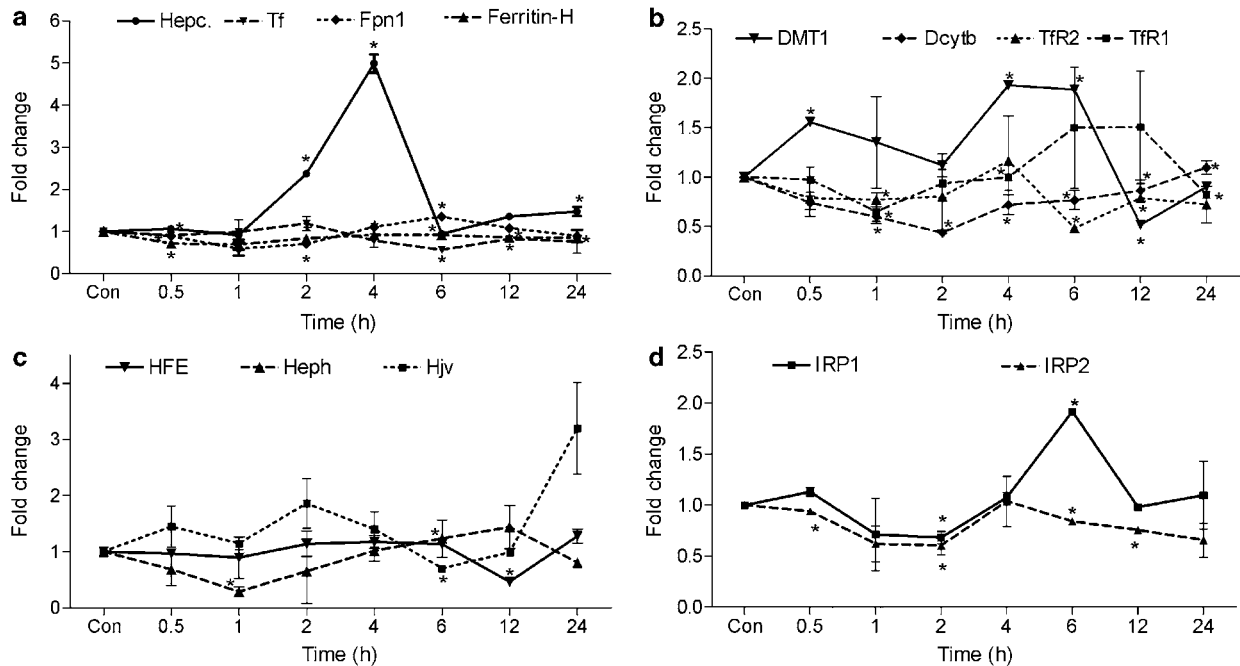 a
Hepc. Tf Fpn1 Ferritin-H
Fold change
6
5
4
3
2
1
0
* * * * * * * * * * * * *
Con 0.5 1 2 4 6 12 24
Time (h)
b
DMT1 Dcytb TfR2 TfR1
Fold change
2.5
2.0
1.5
1.0
0.5
0.0
* * * * * * * * * * * * * * * *
Con 0.5 1 2 4 6 12 24
Time (h)
c
HFE Heph Hjv
Fold change
4
3
2
1
0
* * * *
Con 0.5 1 2 4 6 12 24
Time (h)
d
IRP1 IRP2
Fold change
2.5
2.0
1.5
1.0
0.5
0.0
* * * * * *
Con 0.5 1 2 4 6 12 24
Time (h)